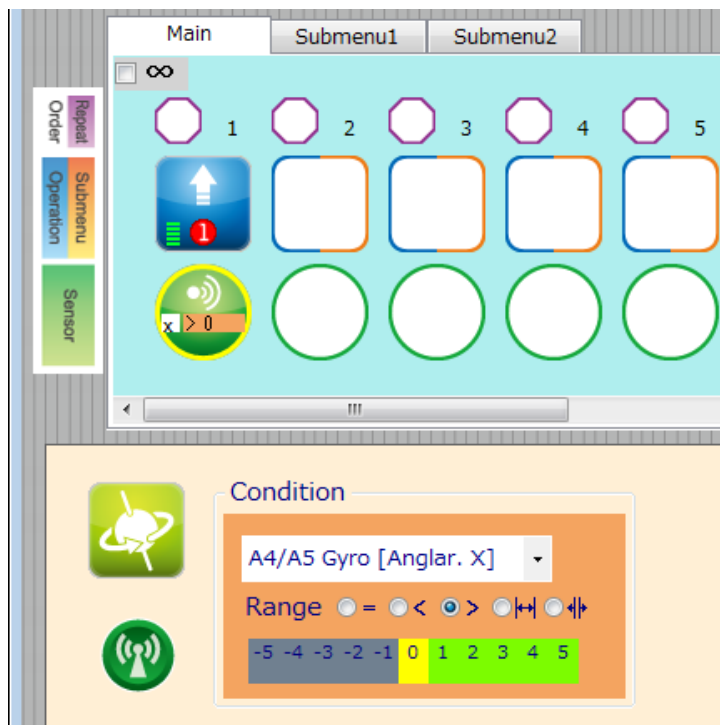 Main Submenu1 Submenu2
∞
Repeat
Order
1 2 3 4 5
Submenu
Operation
1
Sensor
x > 0
Condition
A4/A5 Gyro [Anglar. X]
Range = < > |↔| ◂|▸
-5 -4 -3 -2 -1 0 1 2 3 4 5